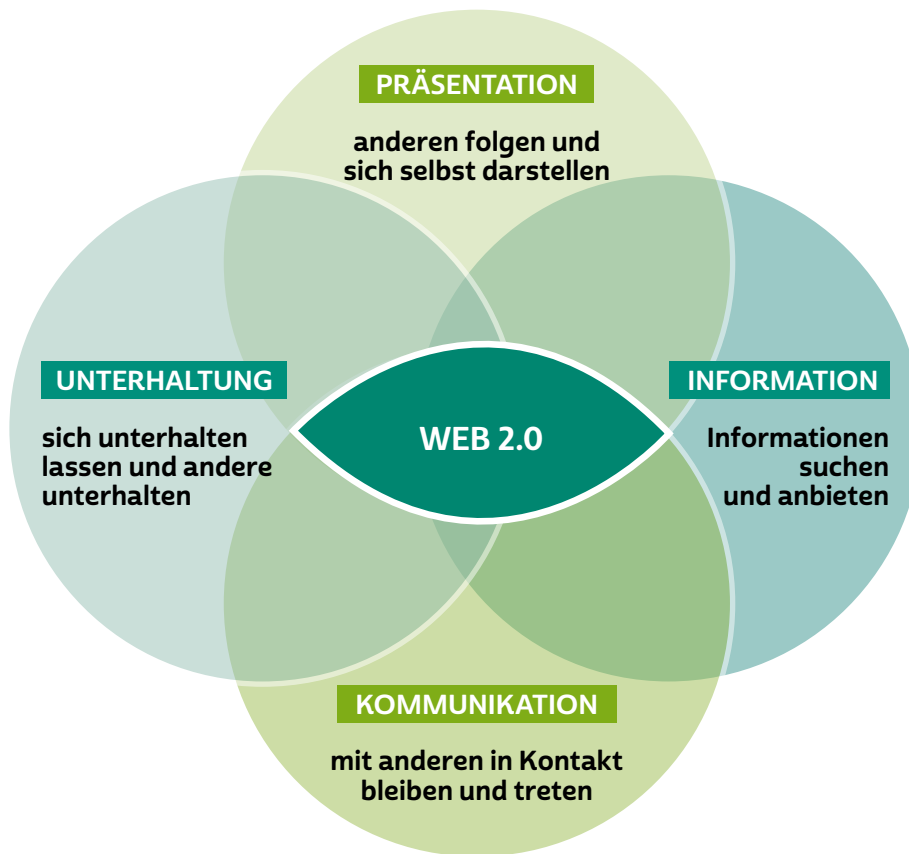 PRÄSENTATION
anderen folgen und
sich selbst darstellen
UNTERHALTUNG
sich unterhalten
lassen und andere
unterhalten
WEB 2.0
INFORMATION
Informationen
suchen
und anbieten
KOMMUNIKATION
mit anderen in Kontakt
bleiben und treten